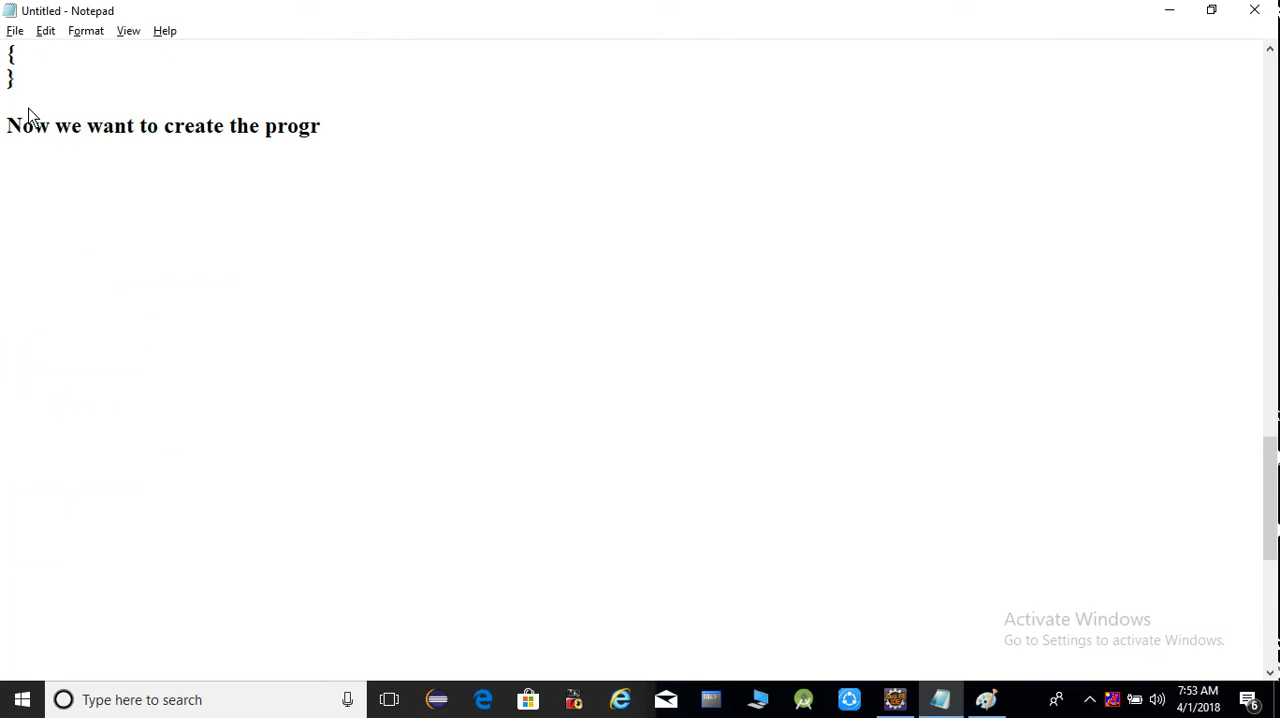 Untitled - Notepad
File Edit Format View Help
{
}
Now we want to create the progr
Activate Windows
Go to Settings to activate Windows.
Type here to search
7:53 AM
4/1/2018
6